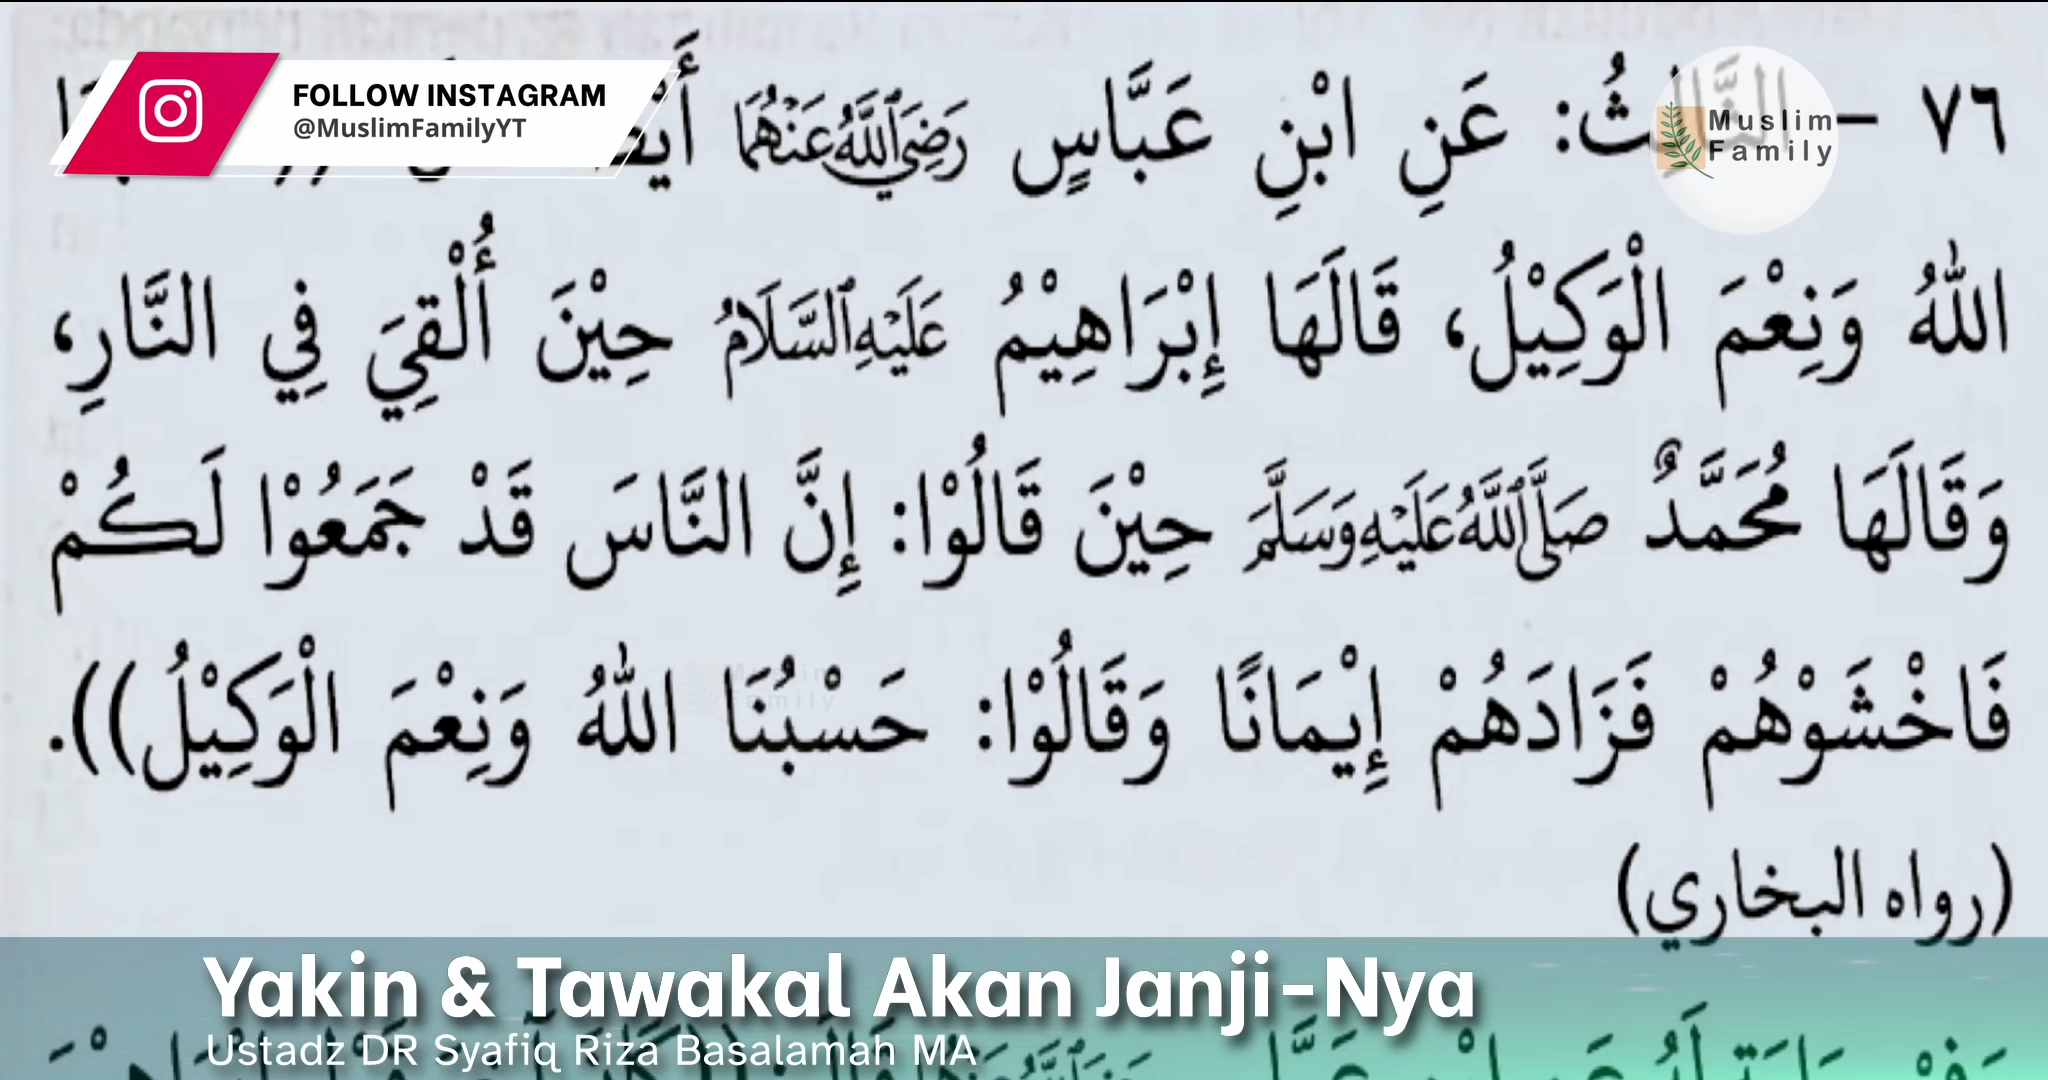 FOLLOW INSTAGRAM
@MuslimFamilyYT
Muslim
Family
٧٦ - الثَّالِثُ: عَنِ ابْنِ عَبَّاسٍ رَضِيَ اللَّهُ عَنْهُمَا
اللهُ وَنِعْمَ الْوَكِيْلُ، قَالَهَا إِبْرَاهِيْمُ عَلَيْهِ السَّلَامُ حِيْنَ أُلْقِيَ فِي النَّارِ،
وَقَالَهَا مُحَمَّدٌ صَلَّى اللَّهُ عَلَيْهِ وَسَلَّمَ حِيْنَ قَالُوْا: إِنَّ النَّاسَ قَدْ جَمَعُوْا لَكُمْ
فَاخْشَوْهُمْ فَزَادَهُمْ إِيْمَانًا وَقَالُوْا: حَسْبُنَا اللهُ وَنِعْمَ الْوَكِيْلُ)).
(رواه البخاري)
Yakin & Tawakal Akan Janji-Nya
Ustadz DR Syafiq Riza Basalamah MA